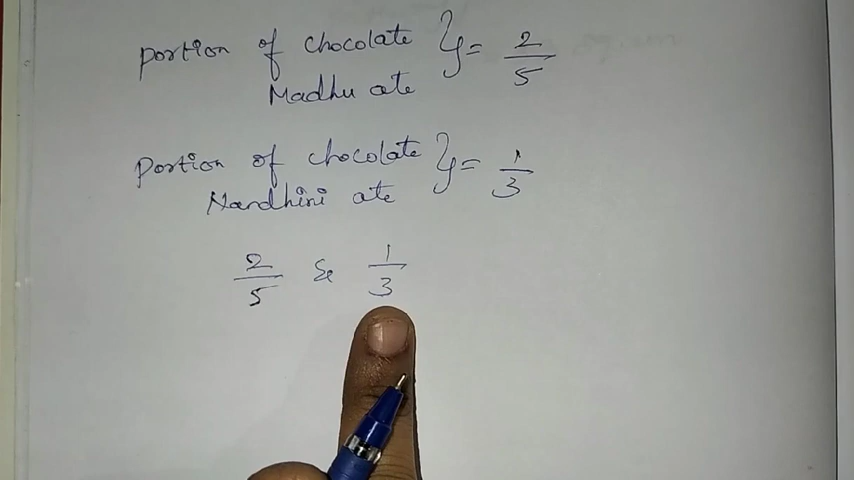 portion of chocolate } = 2/5
Madhu ate
Portion of chocolate } = 1/3
Nandhini ate
2/5 & 1/3